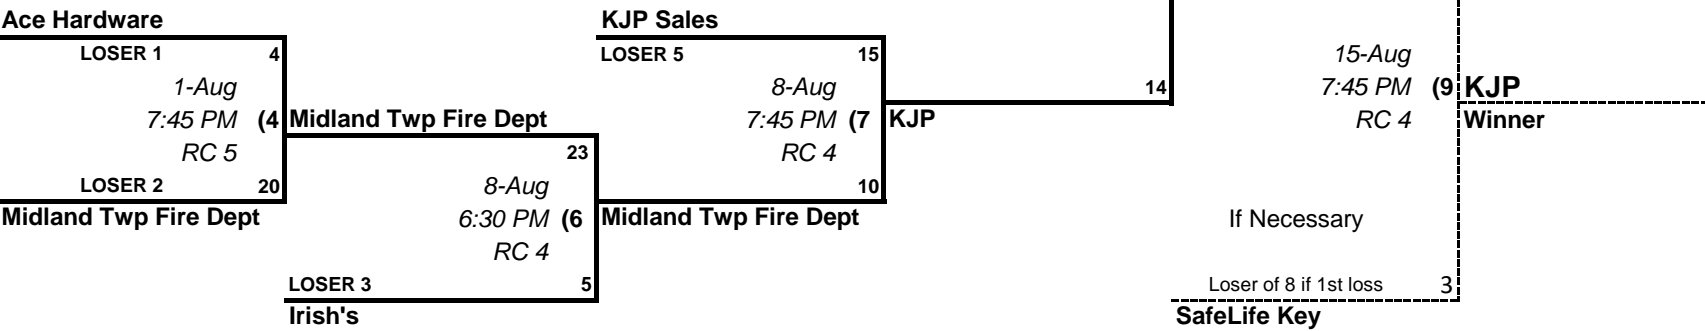 Ace Hardware
KJP Sales
LOSER 1 4
LOSER 5 15
15-Aug
1-Aug
8-Aug
14
7:45 PM (9 KJP
7:45 PM (4 Midland Twp Fire Dept
7:45 PM (7 KJP
RC 4 Winner
RC 5
23
RC 4
LOSER 2 20
8-Aug
10
Midland Twp Fire Dept
6:30 PM (6 Midland Twp Fire Dept
If Necessary
RC 4
LOSER 3 5
Loser of 8 if 1st loss 3
Irish's
SafeLife Key